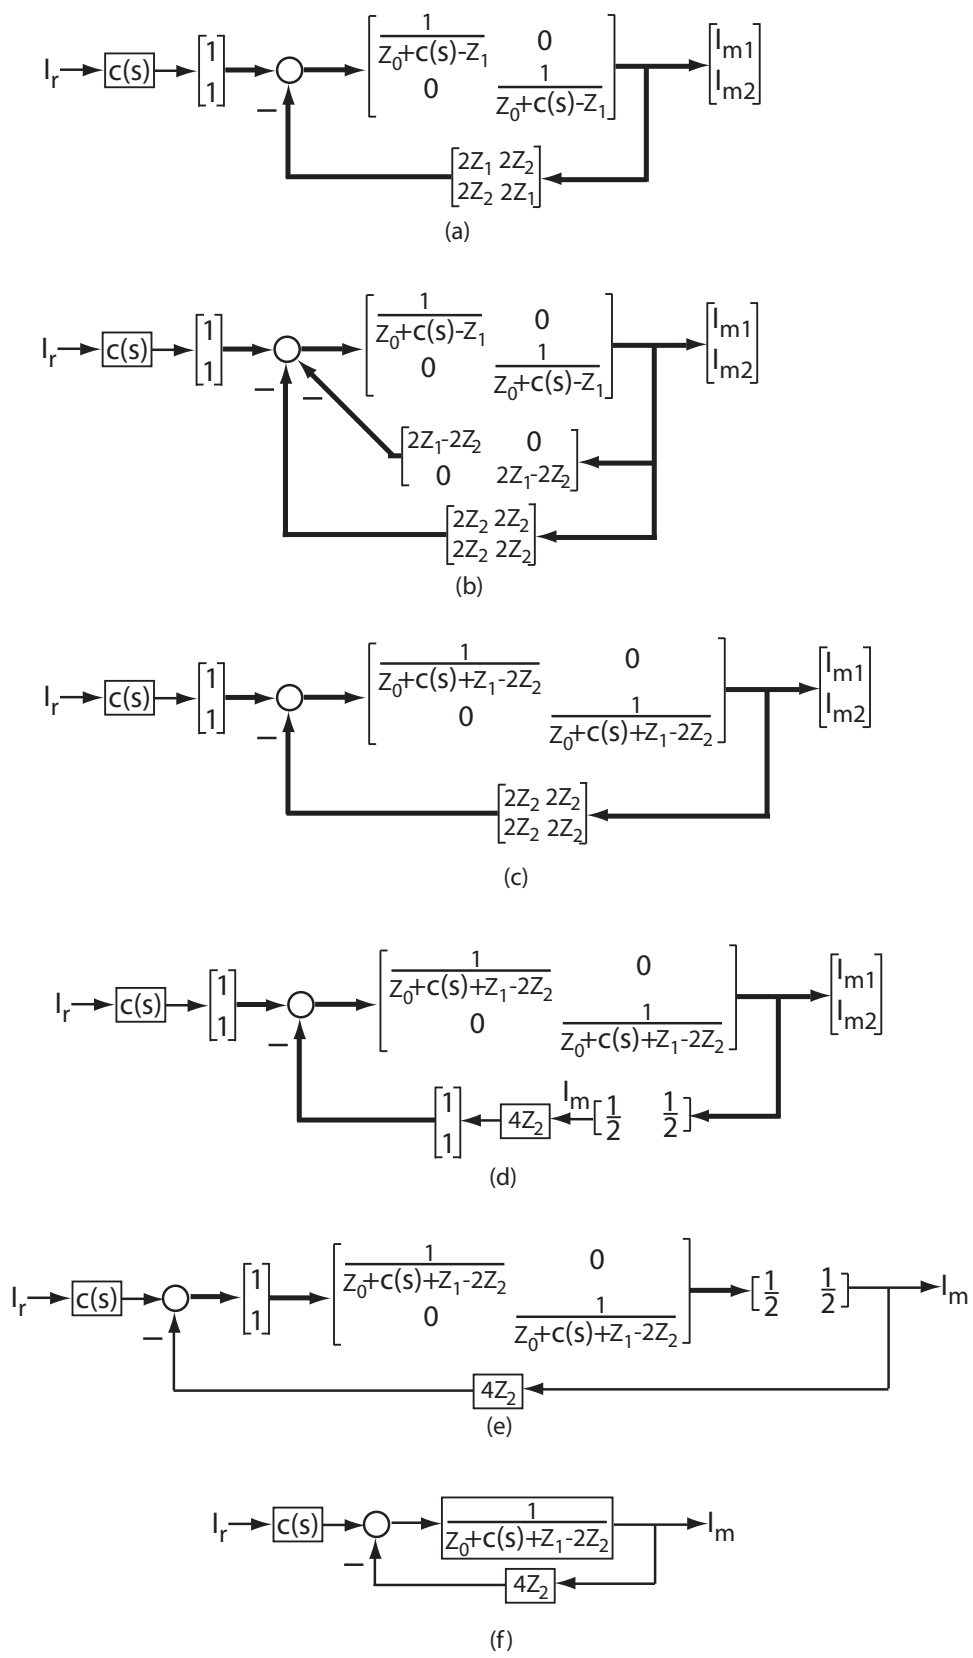 I_r c(s) [1 1] [1/(Z_0+c(s)-Z_1) 0 0 1/(Z_0+c(s)-Z_1)] [I_m1 I_m2]
−
[2Z_1 2Z_2 2Z_2 2Z_1]
(a)
I_r c(s) [1 1] [1/(Z_0+c(s)-Z_1) 0 0 1/(Z_0+c(s)-Z_1)] [I_m1 I_m2]
− −
[2Z_1-2Z_2 0 0 2Z_1-2Z_2]
[2Z_2 2Z_2 2Z_2 2Z_2]
(b)
I_r c(s) [1 1] [1/(Z_0+c(s)+Z_1-2Z_2) 0 0 1/(Z_0+c(s)+Z_1-2Z_2)] [I_m1 I_m2]
−
[2Z_2 2Z_2 2Z_2 2Z_2]
(c)
I_r c(s) [1 1] [1/(Z_0+c(s)+Z_1-2Z_2) 0 0 1/(Z_0+c(s)+Z_1-2Z_2)] [I_m1 I_m2]
−
[1 1] 4Z_2 I_m [1/2 1/2]
(d)
I_r c(s) [1 1] [1/(Z_0+c(s)+Z_1-2Z_2) 0 0 1/(Z_0+c(s)+Z_1-2Z_2)] [1/2 1/2] I_m
−
4Z_2
(e)
I_r c(s) 1/(Z_0+c(s)+Z_1-2Z_2) I_m
−
4Z_2
(f)